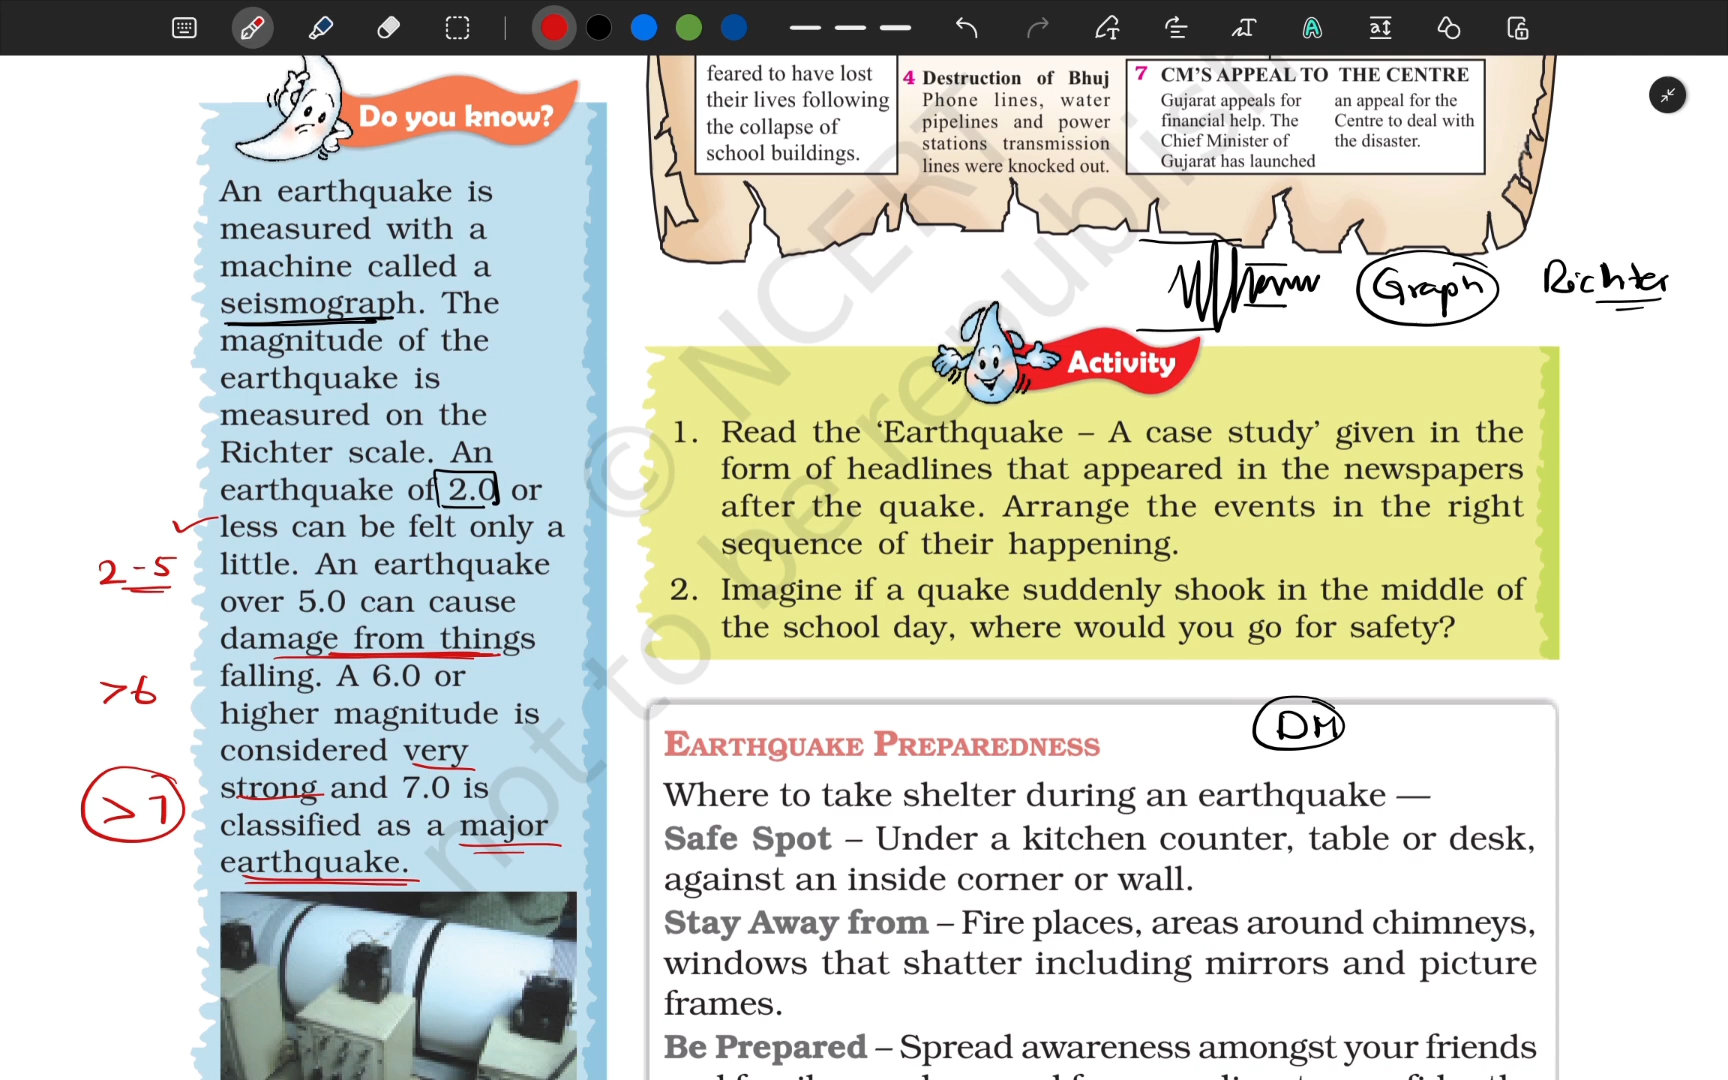 Do you know?
An earthquake is
measured with a
machine called a
seismograph. The
magnitude of the
earthquake is
measured on the
Richter scale. An
earthquake of 2.0 or
less can be felt only a
little. An earthquake
over 5.0 can cause
damage from things
falling. A 6.0 or
higher magnitude is
considered very
strong and 7.0 is
classified as a major
earthquake.
2-5
>6
>7
feared to have lost
their lives following
the collapse of
school buildings.
4 Destruction of Bhuj
Phone lines, water
pipelines and power
stations transmission
lines were knocked out.
7 CM'S APPEAL TO THE CENTRE
Gujarat appeals for
financial help. The
Chief Minister of
Gujarat has launched
an appeal for the
Centre to deal with
the disaster.
Graph
Richter
Activity
1. Read the ‘Earthquake – A case study’ given in the
form of headlines that appeared in the newspapers
after the quake. Arrange the events in the right
sequence of their happening.
2. Imagine if a quake suddenly shook in the middle of
the school day, where would you go for safety?
DM
EARTHQUAKE PREPAREDNESS
Where to take shelter during an earthquake —
Safe Spot – Under a kitchen counter, table or desk,
against an inside corner or wall.
Stay Away from – Fire places, areas around chimneys,
windows that shatter including mirrors and picture
frames.
Be Prepared – Spread awareness amongst your friends
© NCERT
not to be republish